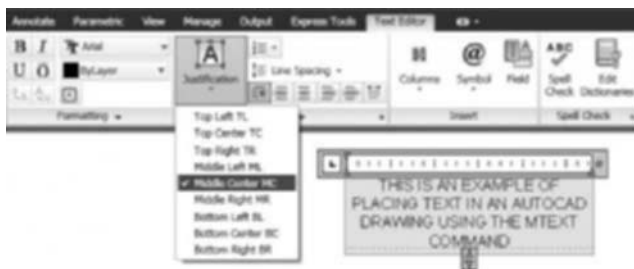 Annotate Parametric View Manage Output Express Tools Text Editor
B I Arial
U O ByLayer
Justification
Line Spacing
Columns Symbol Field
ABC
Spell Check
Edit Dictionaries
Formatting
Insert
Spell Check
Top Left TL
Top Center TC
Top Right TR
Middle Left ML
Middle Center MC
Middle Right MR
Bottom Left BL
Bottom Center BC
Bottom Right BR
THIS IS AN EXAMPLE OF
PLACING TEXT IN AN AUTOCAD
DRAWING USING THE MTEXT
COMMAND